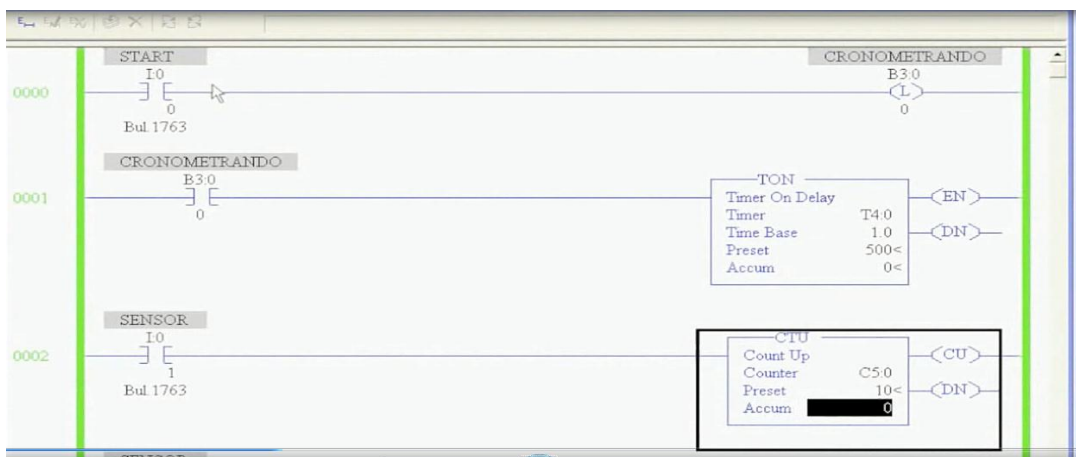 START
CRONOMETRANDO
I:0
B3:0
0000
L
0
0
Bul.1763
CRONOMETRANDO
B3:0
0001
0
TON
Timer On Delay
EN
Timer T4:0
Time Base 1.0
DN
Preset 500<
Accum 0<
SENSOR
I:0
0002
1
Bul.1763
CTU
Count Up
CU
Counter C5:0
Preset 10<
DN
Accum 0
SENSOR